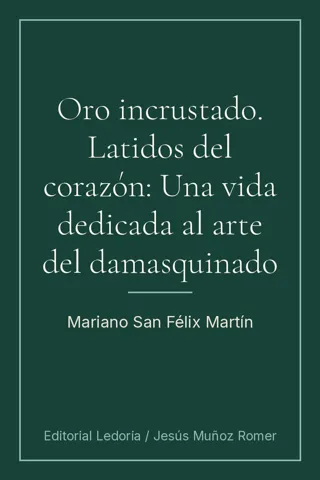 Oro incrustado.
Latidos del
corazón: Una vida
dedicada al arte
del damasquinado
Mariano San Félix Martín
Editorial Ledoria / Jesús Muñoz Romer